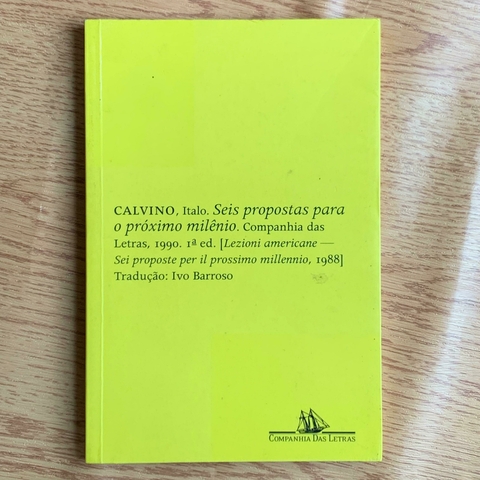 CALVINO, Italo. Seis propostas para
o próximo milênio. Companhia das
Letras, 1990. 1ª ed. [Lezioni americane —
Sei proposte per il prossimo millennio, 1988]
Tradução: Ivo Barroso
COMPANHIA DAS LETRAS